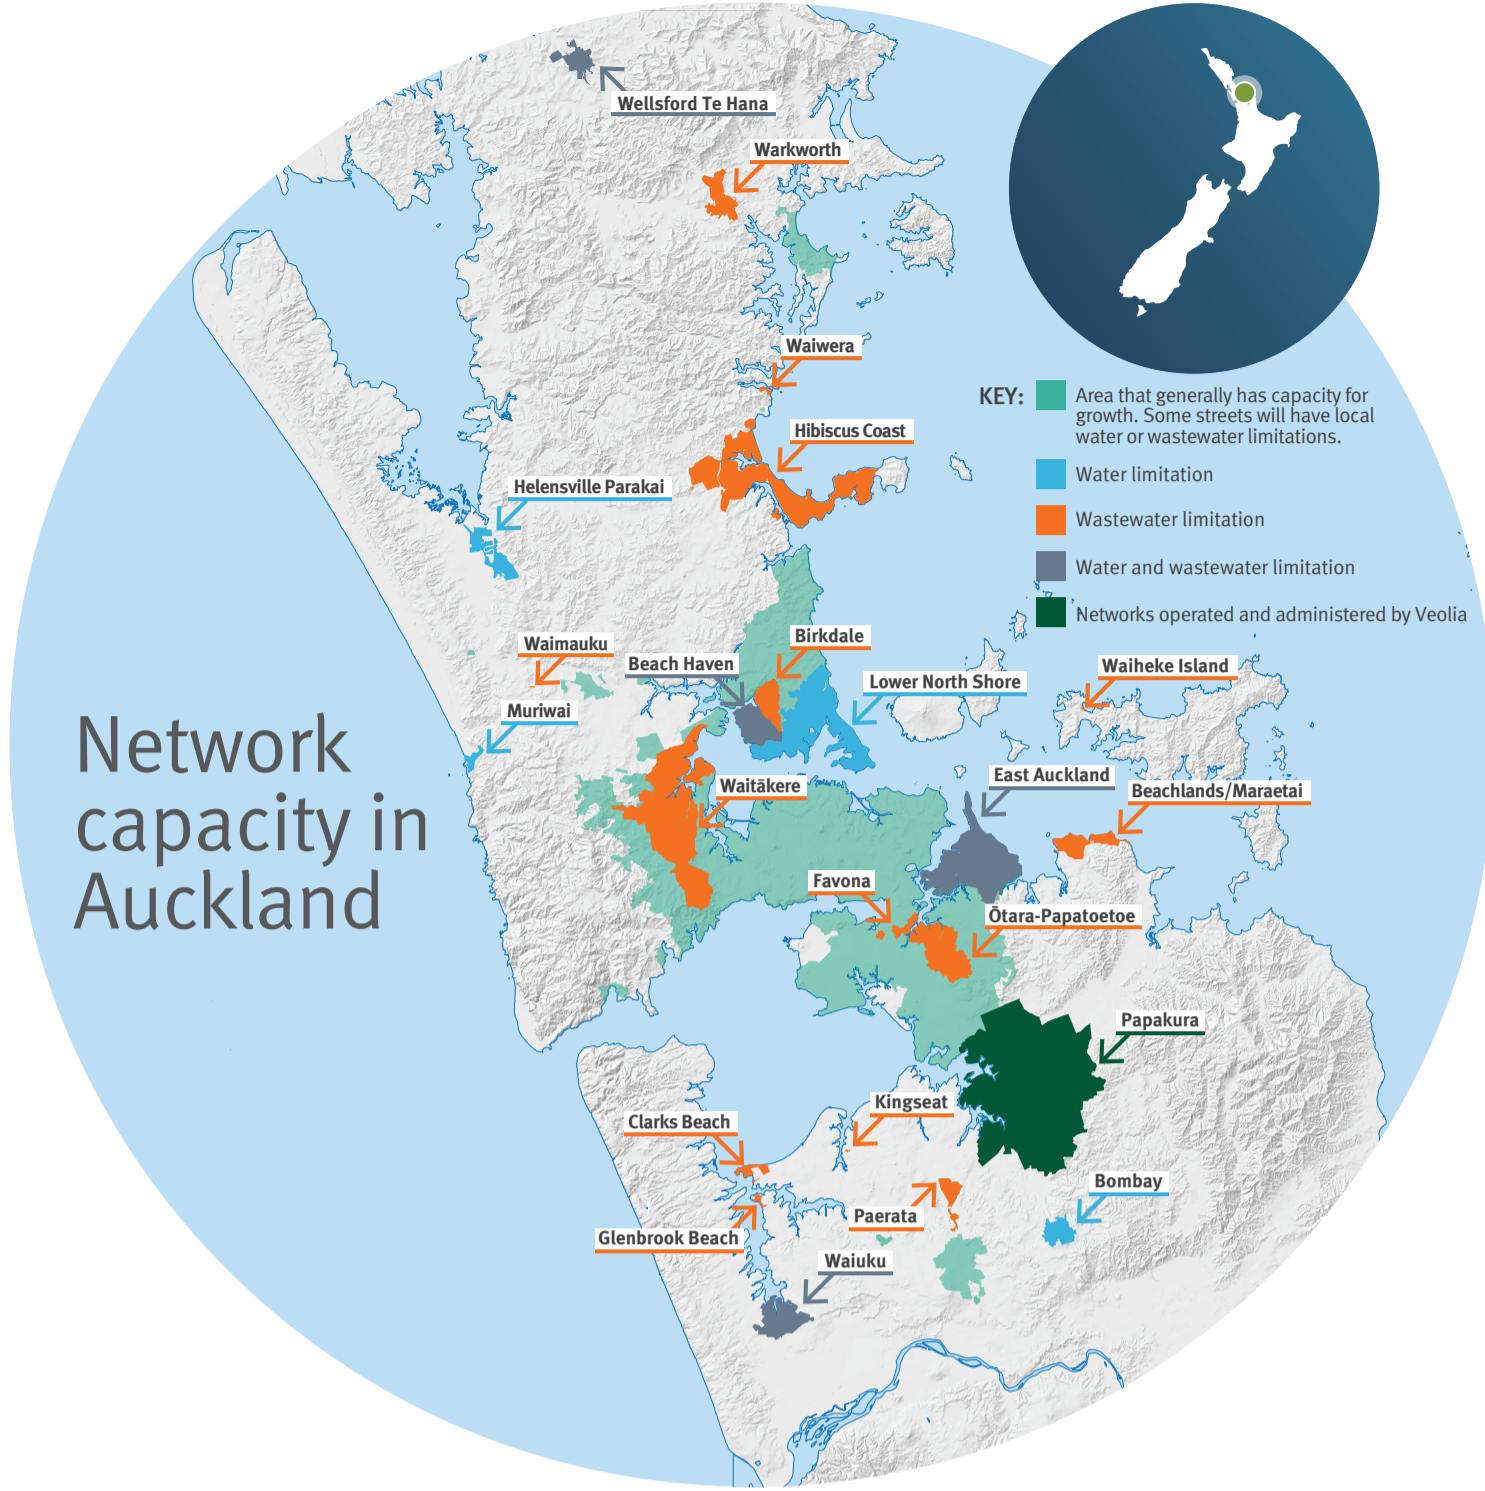 Network
capacity in
Auckland
KEY:
Area that generally has capacity for
growth. Some streets will have local
water or wastewater limitations.
Water limitation
Wastewater limitation
Water and wastewater limitation
Networks operated and administered by Veolia
Wellsford Te Hana
Warkworth
Waiwera
Hibiscus Coast
Helensville Parakai
Waimauku
Birkdale
Beach Haven
Lower North Shore
Waiheke Island
Muriwai
Waitākere
East Auckland
Beachlands/Maraetai
Favona
Ōtara-Papatoetoe
Papakura
Kingseat
Clarks Beach
Bombay
Paerata
Glenbrook Beach
Waiuku